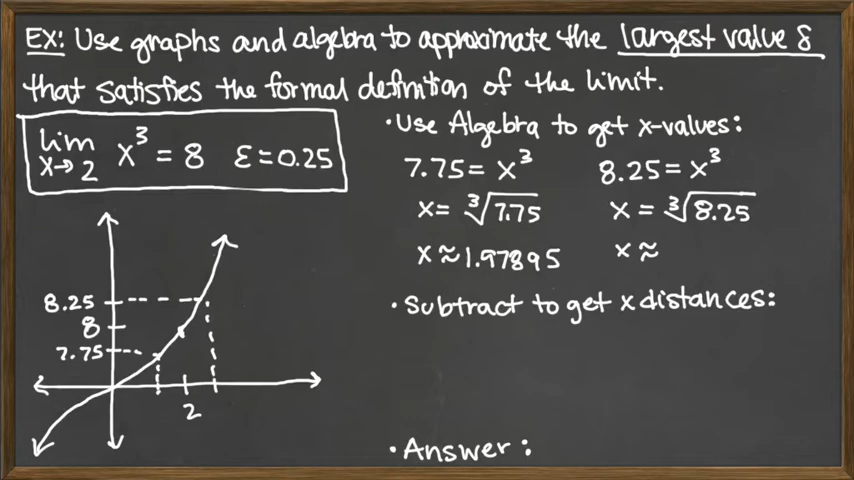 EX: Use graphs and algebra to approximate the largest value δ
that satisfies the formal definition of the limit.
lim x→2 x³ = 8 ε=0.25
• Use Algebra to get x-values:
7.75 = x³
8.25 = x³
x = ∛7.75
x = ∛8.25
x ≈ 1.97895
x ≈
• Subtract to get x distances:
8.25
8
7.75
2
• Answer: